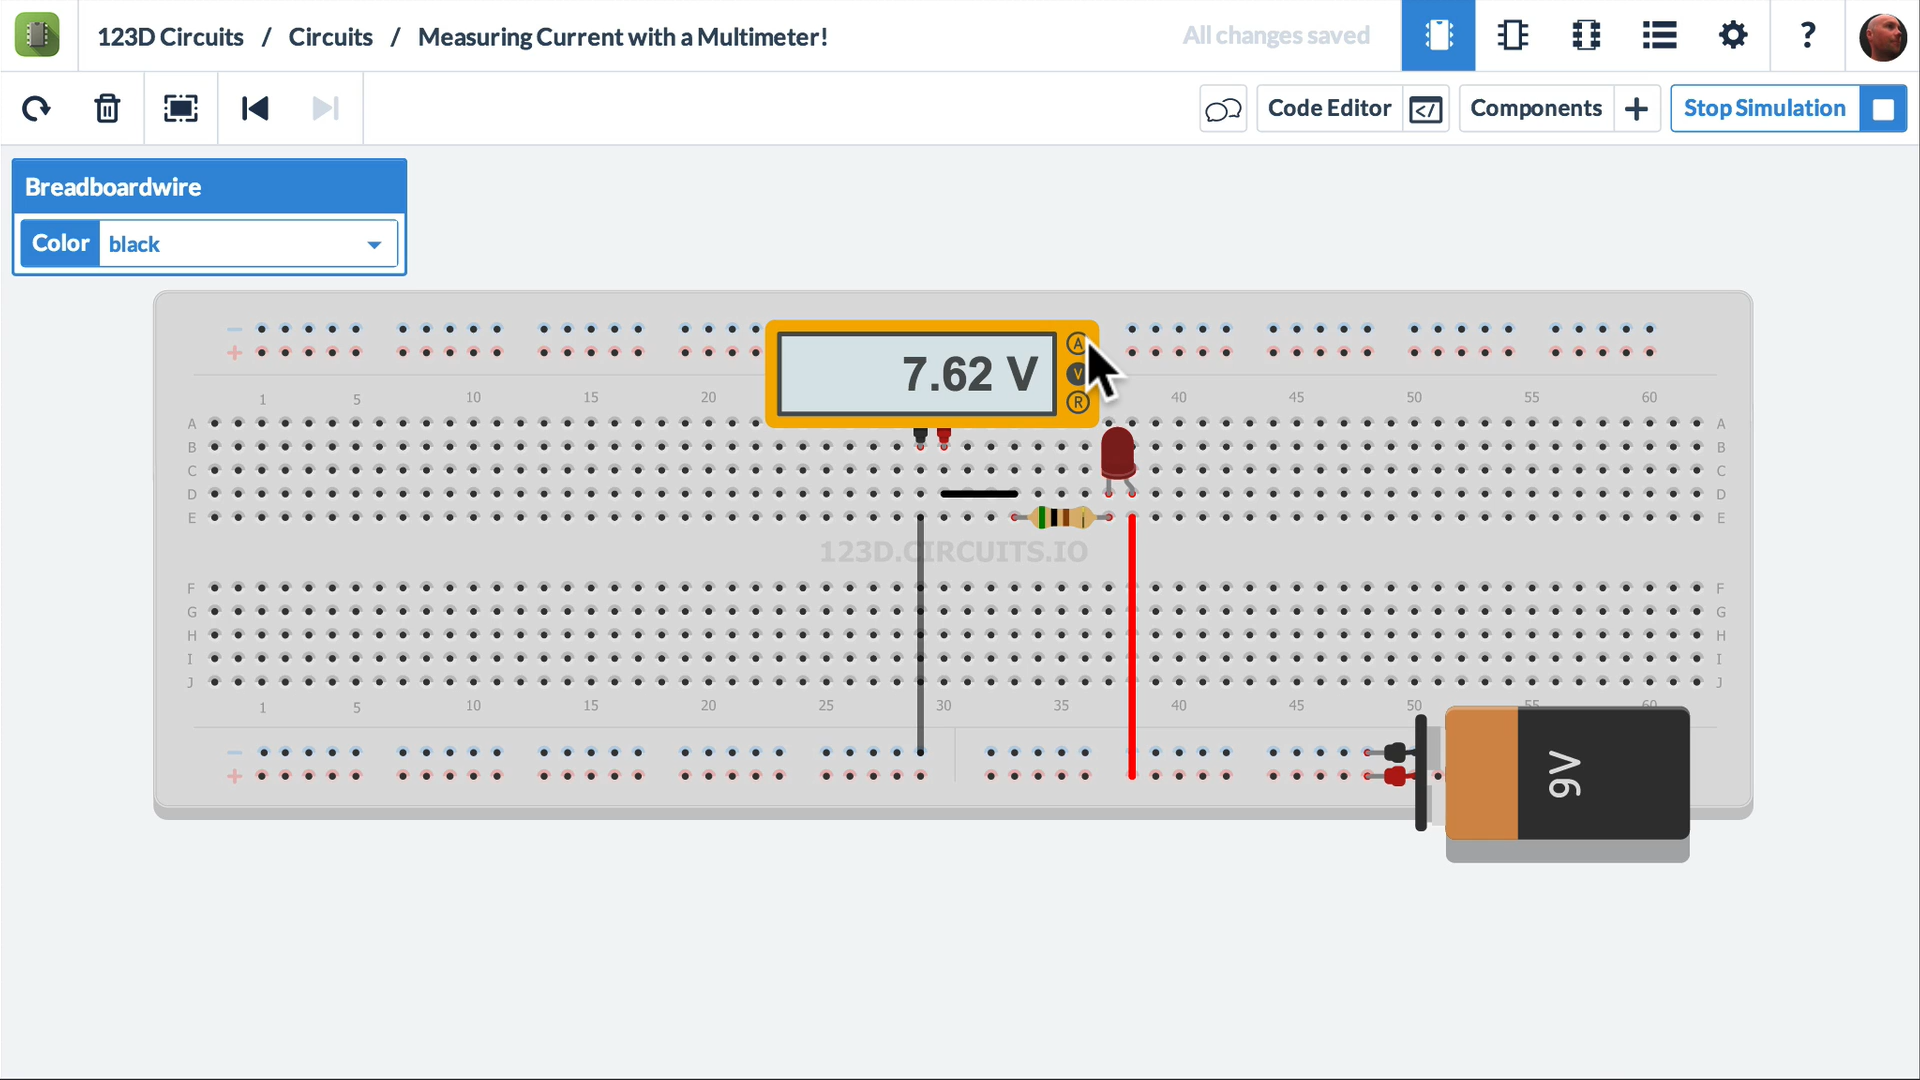 123D Circuits / Circuits / Measuring Current with a Multimeter!
All changes saved
?
Code Editor </>
Components +
Stop Simulation
Breadboardwire
Color black
7.62 V
A
V
R
− +
1 5 10 15 20 40 45 50 55 60
A A
B B
C C
D D
E E
123D.CIRCUITS.IO
F F
G G
H H
I I
J J
1 5 10 15 20 25 30 35 40 45 50 55 60
− +
9V